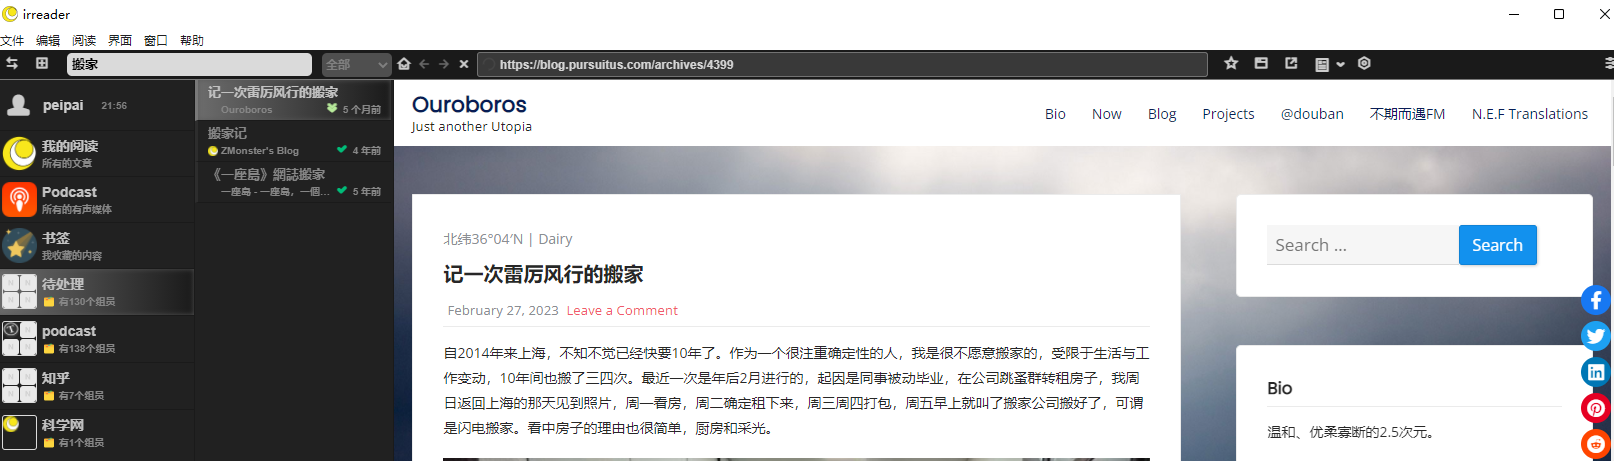 irreader
文件 编辑 阅读 界面 窗口 帮助
搬家
全部
https://blog.pursuitus.com/archives/4399
peipai 21:56
我的阅读
所有的文章
Podcast
所有的有声媒体
书签
我收藏的内容
待处理
有130个组员
podcast
有138个组员
知乎
有7个组员
科学网
有1个组员
记一次雷厉风行的搬家
Ouroboros 5 个月前
搬家记
ZMonster's Blog 4 年前
《一座島》網誌搬家
一座島 - 一座島，一個... 5 年前
Ouroboros
Just another Utopia
Bio Now Blog Projects @douban 不期而遇FM N.E.F Translations
北纬36°04′N | Dairy
记一次雷厉风行的搬家
February 27, 2023 Leave a Comment
自2014年来上海，不知不觉已经快要10年了。作为一个很注重确定性的人，我是很不愿意搬家的，受限于生活与工
作变动，10年间也搬了三四次。最近一次是年后2月进行的，起因是同事被动毕业，在公司跳蚤群转租房子，我周
日返回上海的那天见到照片，周一看房，周二确定租下来，周三周四打包，周五早上就叫了搬家公司搬好了，可谓
是闪电搬家。看中房子的理由也很简单，厨房和采光。
Search ...
Search
Bio
温和、优柔寡断的2.5次元。